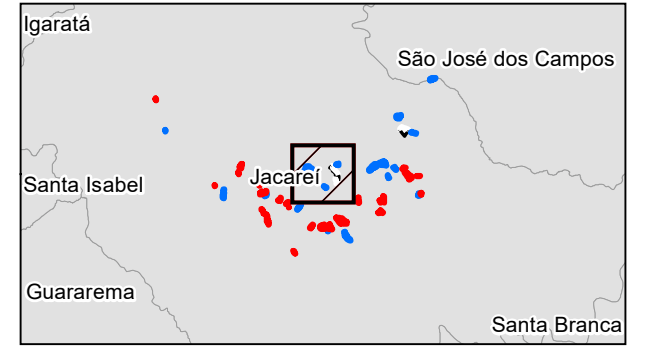 Igaratá
São José dos Campos
Jacareí
Santa Isabel
Guararema
Santa Branca